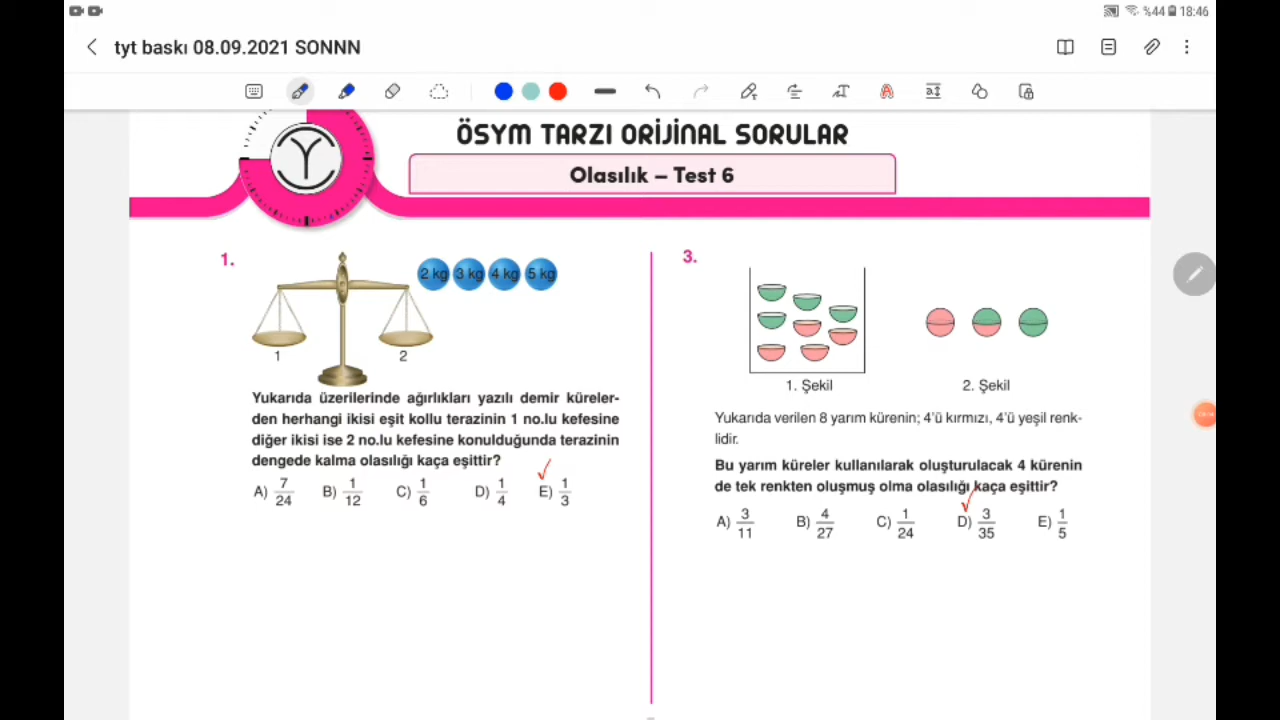 %44 18:46
tyt baskı 08.09.2021 SONNN
ÖSYM TARZI ORİJİNAL SORULAR
Olasılık – Test 6
1.
2 kg 3 kg 4 kg 5 kg
1 2
Yukarıda üzerilerinde ağırlıkları yazılı demir küreler-
den herhangi ikisi eşit kollu terazinin 1 no.lu kefesine
diğer ikisi ise 2 no.lu kefesine konulduğunda terazinin
dengede kalma olasılığı kaça eşittir?
A) 7/24 B) 1/12 C) 1/6 D) 1/4 E) 1/3
3.
1. Şekil 2. Şekil
Yukarıda verilen 8 yarım kürenin; 4'ü kırmızı, 4'ü yeşil renk-
lidir.
Bu yarım küreler kullanılarak oluşturulacak 4 kürenin
de tek renkten oluşmuş olma olasılığı kaça eşittir?
A) 3/11 B) 4/27 C) 1/24 D) 3/35 E) 1/5